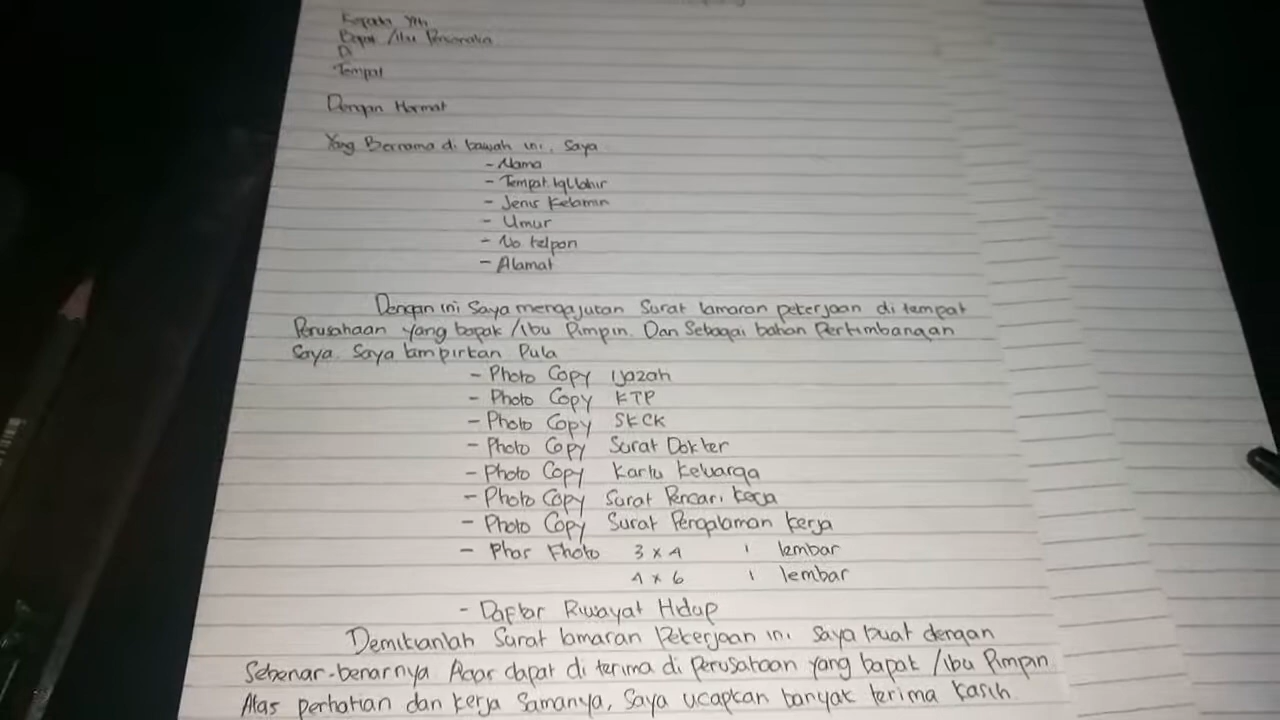 Kepada Yth
Bapak /Ibu Personalia
Di
Tempat
Dengan Hormat
Yang Bernama di bawah ini, Saya
- Nama
- Tempat, tgl lahir
- Jenis Kelamin
- Umur
- No telpon
- Alamat
Dengan ini Saya mengajukan Surat lamaran pekerjaan di tempat
Perusahaan yang bapak /Ibu Pimpin. Dan Sebagai bahan Pertimbangan
Saya. Saya lampirkan Pula
- Photo Copy Ijazah
- Photo Copy KTP
- Photo Copy SKCK
- Photo Copy Surat Dokter
- Photo Copy Kartu Keluarga
- Photo Copy Surat Pencari Kerja
- Photo Copy Surat Pengalaman Kerja
- Phas Photo 3 x 4 1 lembar
4 x 6 1 lembar
- Daftar Riwayat Hidup
Demikianlah Surat lamaran Pekerjaan ini saya buat dengan
Sebenar-benarnya Agar dapat di terima di perusahaan yang bapak /Ibu Pimpin
Atas perhatian dan kerja Samanya, Saya ucapkan banyak terima kasih.